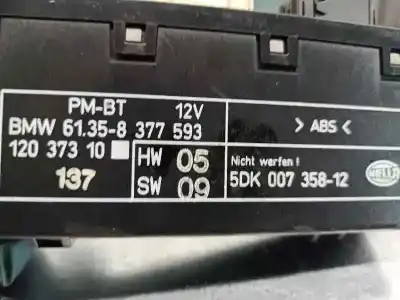 PM-BT 12V
BMW 61.35-8 377 593
120 373 10
137
HW 05
SW 09
> ABS <
Nicht werfen!
5DK 007 358-12
HELLA